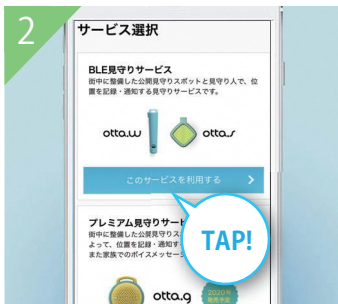 2
サービス選択
BLE見守りサービス
街中に整備した公開見守りスポットと見守り人で、位
置を記録・通知する見守りサービスです。
otta.w
otta.r
このサービスを利用する
プレミアム見守りサー
街中に整備した公開見守りス
よって、位置を記録・通知す
また家族でのボイスメッセー
TAP!
otta.g
2020年
発売予定